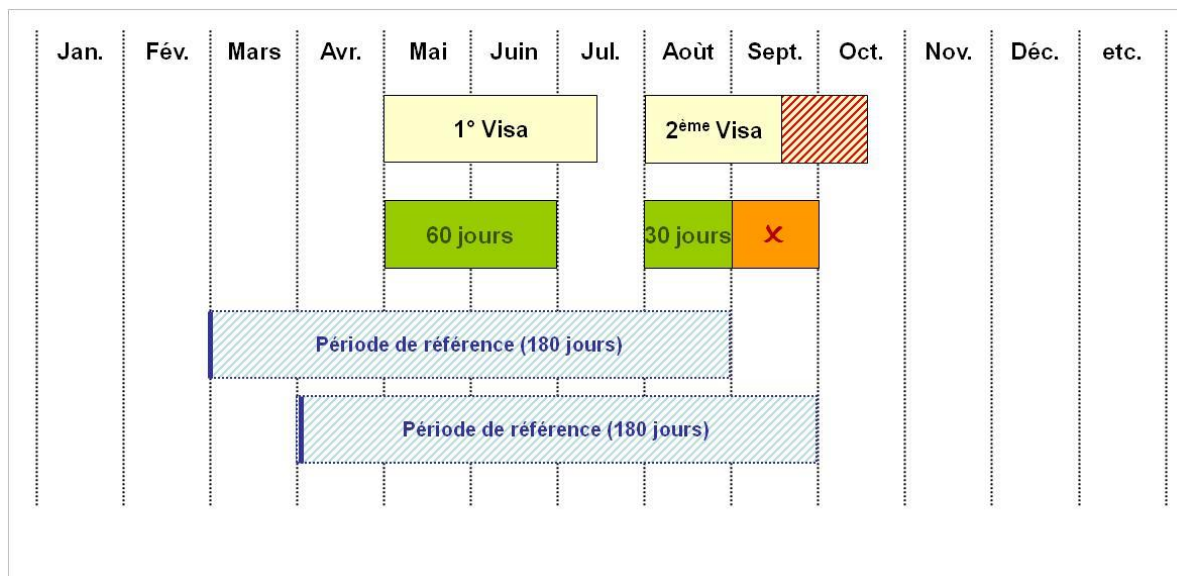 Jan. Fév. Mars Avr. Mai Juin Jul. Aoùt Sept. Oct. Nov. Déc. etc.
1° Visa 2ème Visa
60 jours 30 jours ✗
Période de référence (180 jours)
Période de référence (180 jours)